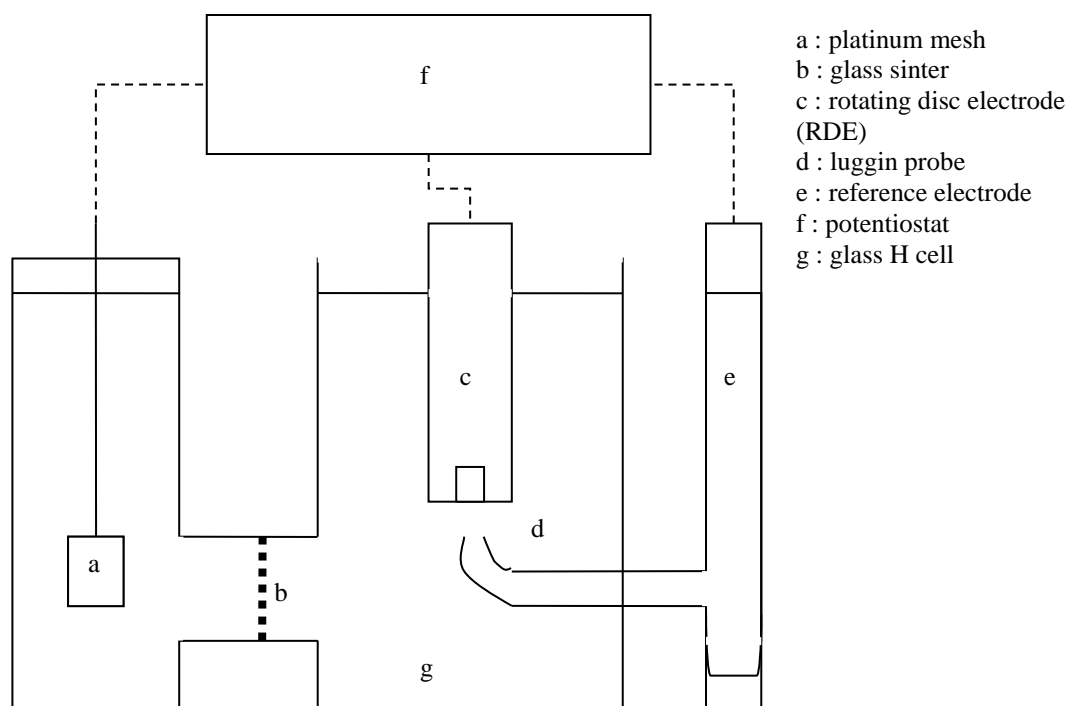 f
a : platinum mesh
b : glass sinter
c : rotating disc electrode
(RDE)
d : luggin probe
e : reference electrode
f : potentiostat
g : glass H cell
c
e
d
a
b
g